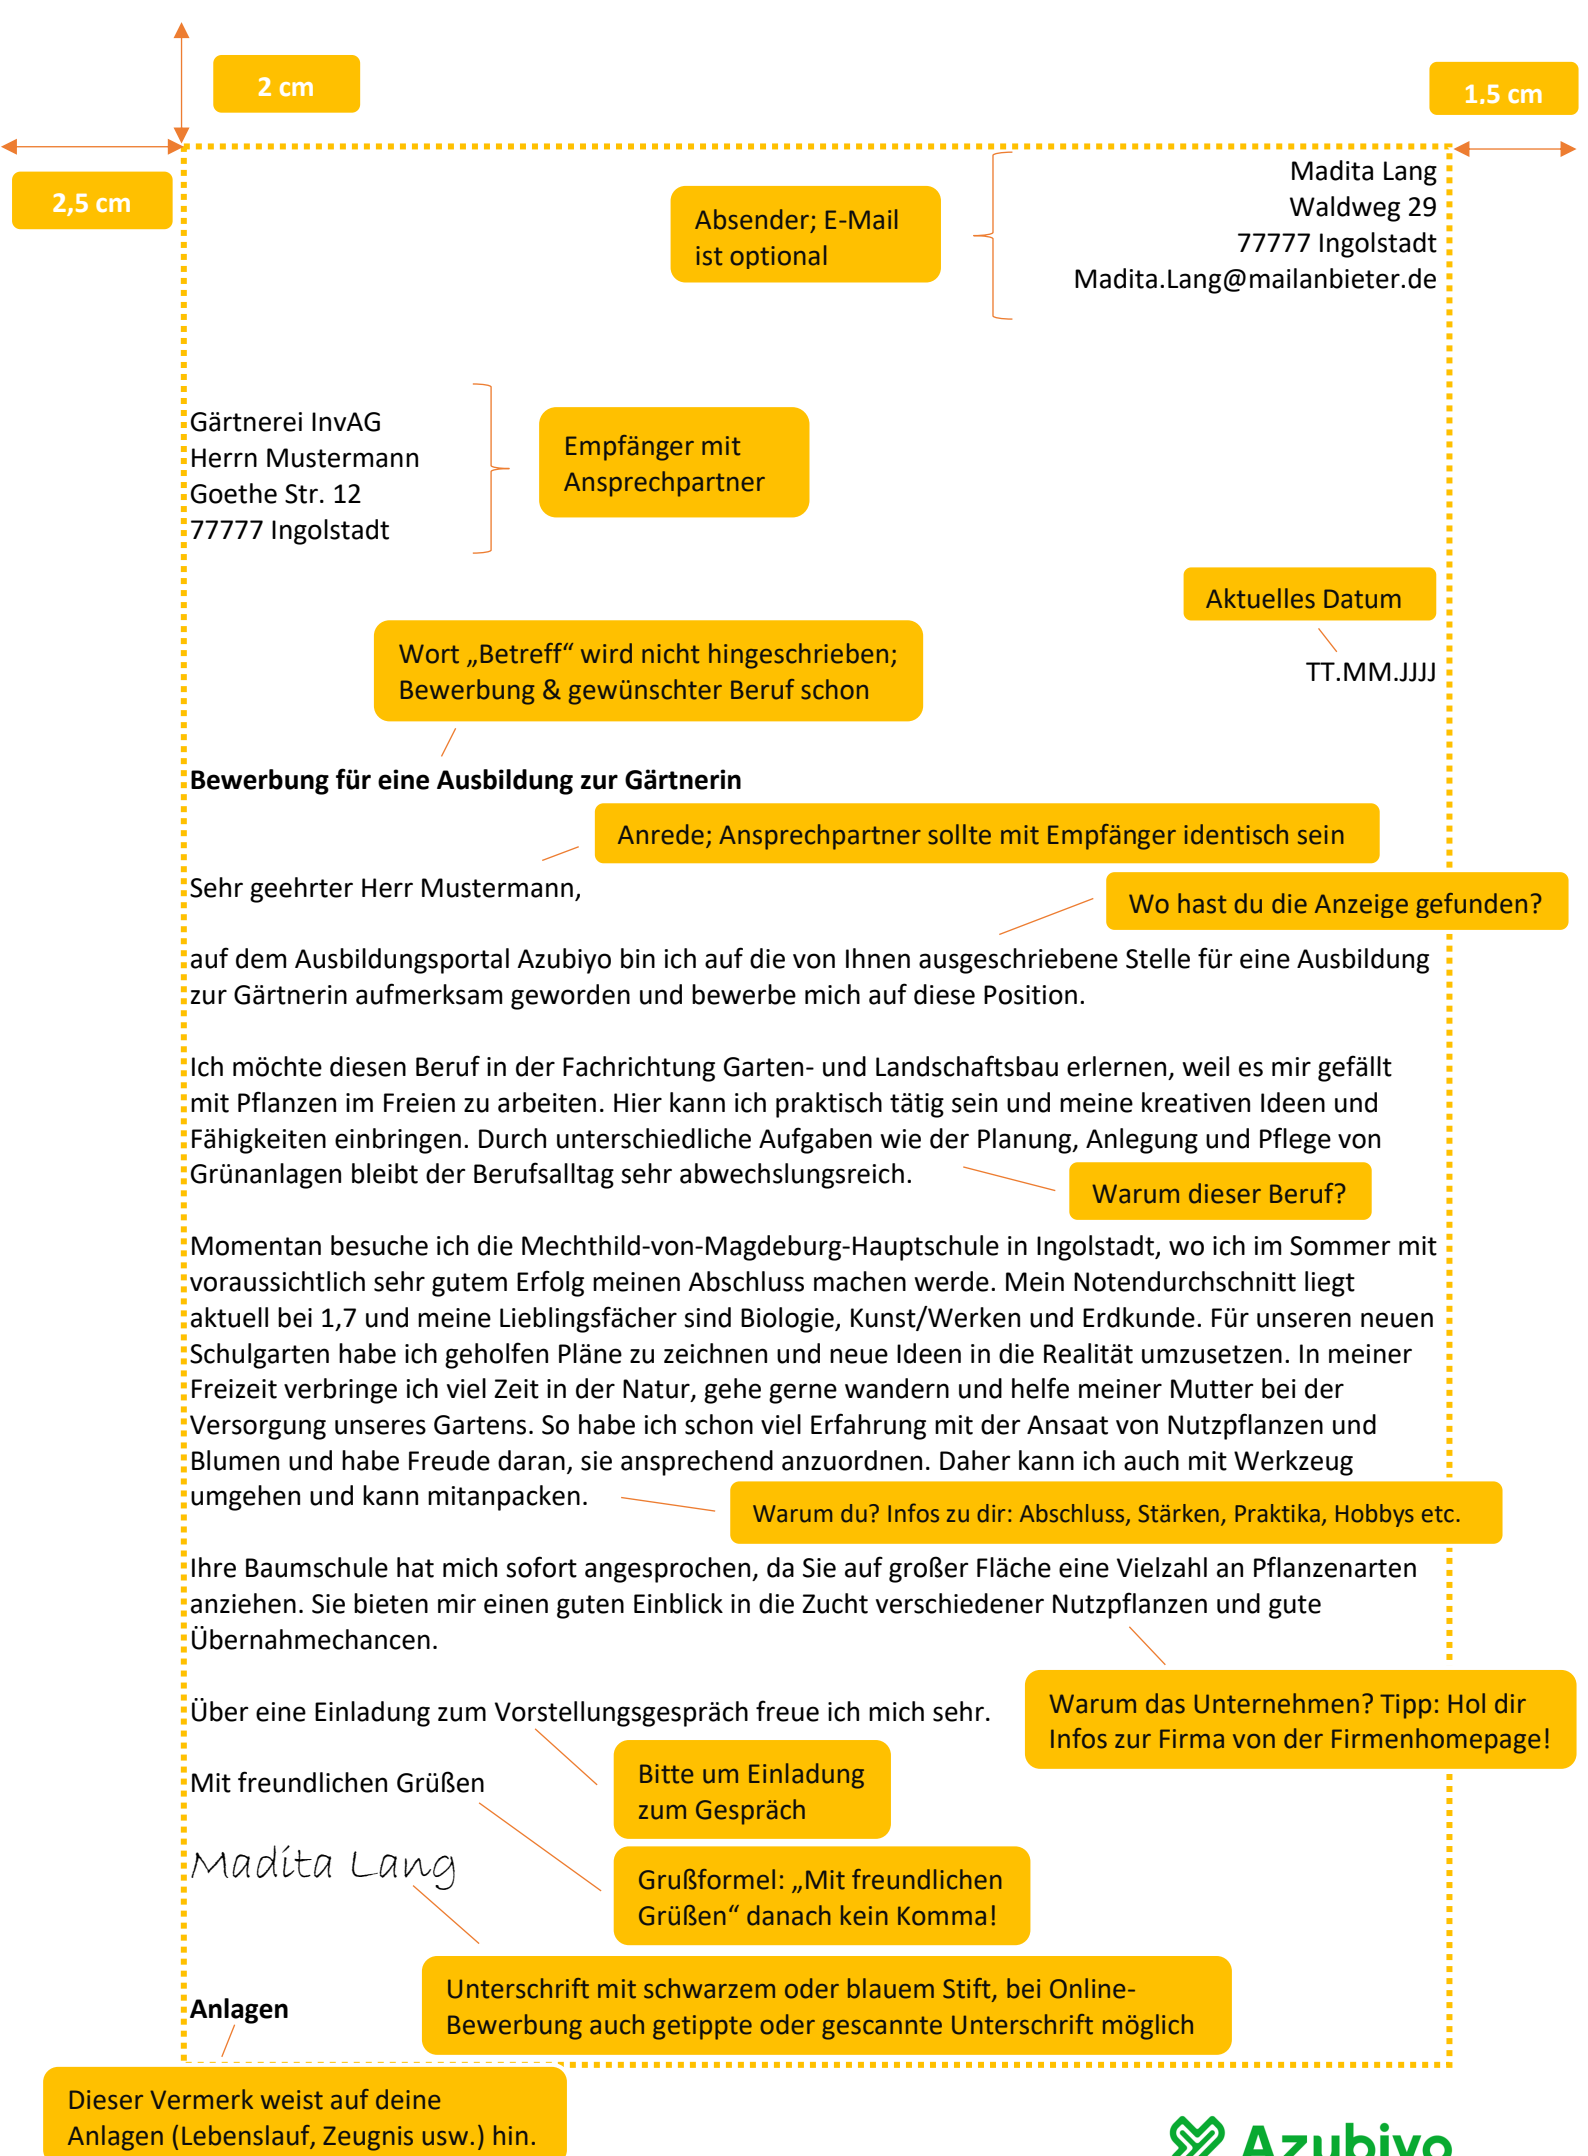 2 cm
1,5 cm
2,5 cm
Absender; E-Mail
ist optional
Madita Lang
Waldweg 29
77777 Ingolstadt
Madita.Lang@mailanbieter.de
Gärtnerei InvAG
Herrn Mustermann
Goethe Str. 12
77777 Ingolstadt
Empfänger mit
Ansprechpartner
Aktuelles Datum
TT.MM.JJJJ
Wort „Betreff“ wird nicht hingeschrieben;
Bewerbung & gewünschter Beruf schon
Bewerbung für eine Ausbildung zur Gärtnerin
Anrede; Ansprechpartner sollte mit Empfänger identisch sein
Sehr geehrter Herr Mustermann,
Wo hast du die Anzeige gefunden?
auf dem Ausbildungsportal Azubiyo bin ich auf die von Ihnen ausgeschriebene Stelle für eine Ausbildung
zur Gärtnerin aufmerksam geworden und bewerbe mich auf diese Position.
Ich möchte diesen Beruf in der Fachrichtung Garten- und Landschaftsbau erlernen, weil es mir gefällt
mit Pflanzen im Freien zu arbeiten. Hier kann ich praktisch tätig sein und meine kreativen Ideen und
Fähigkeiten einbringen. Durch unterschiedliche Aufgaben wie der Planung, Anlegung und Pflege von
Grünanlagen bleibt der Berufsalltag sehr abwechslungsreich.
Warum dieser Beruf?
Momentan besuche ich die Mechthild-von-Magdeburg-Hauptschule in Ingolstadt, wo ich im Sommer mit
voraussichtlich sehr gutem Erfolg meinen Abschluss machen werde. Mein Notendurchschnitt liegt
aktuell bei 1,7 und meine Lieblingsfächer sind Biologie, Kunst/Werken und Erdkunde. Für unseren neuen
Schulgarten habe ich geholfen Pläne zu zeichnen und neue Ideen in die Realität umzusetzen. In meiner
Freizeit verbringe ich viel Zeit in der Natur, gehe gerne wandern und helfe meiner Mutter bei der
Versorgung unseres Gartens. So habe ich schon viel Erfahrung mit der Ansaat von Nutzpflanzen und
Blumen und habe Freude daran, sie ansprechend anzuordnen. Daher kann ich auch mit Werkzeug
umgehen und kann mitanpacken.
Warum du? Infos zu dir: Abschluss, Stärken, Praktika, Hobbys etc.
Ihre Baumschule hat mich sofort angesprochen, da Sie auf großer Fläche eine Vielzahl an Pflanzenarten
anziehen. Sie bieten mir einen guten Einblick in die Zucht verschiedener Nutzpflanzen und gute
Übernahmechancen.
Warum das Unternehmen? Tipp: Hol dir
Infos zur Firma von der Firmenhomepage!
Über eine Einladung zum Vorstellungsgespräch freue ich mich sehr.
Bitte um Einladung
zum Gespräch
Mit freundlichen Grüßen
Madita Lang
Grußformel: „Mit freundlichen
Grüßen“ danach kein Komma!
Unterschrift mit schwarzem oder blauem Stift, bei Online-
Bewerbung auch getippte oder gescannte Unterschrift möglich
Anlagen
Dieser Vermerk weist auf deine
Anlagen (Lebenslauf, Zeugnis usw.) hin.
Azubiyo